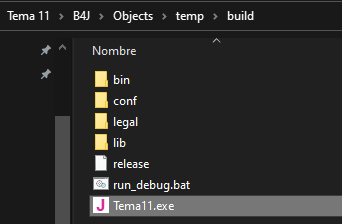 Tema 11 > B4J > Objects > temp > build
Nombre
bin
conf
legal
lib
release
run_debug.bat
Tema11.exe